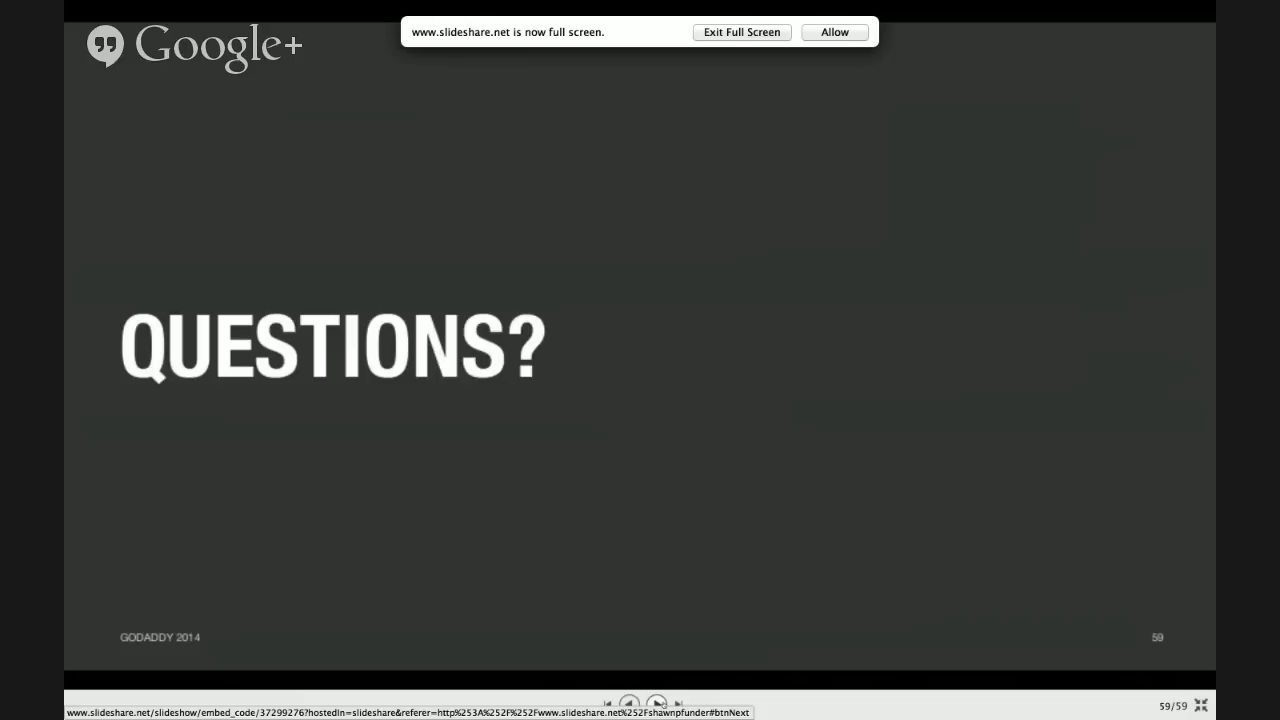 Google+
www.slideshare.net is now full screen.
Exit Full Screen
Allow
QUESTIONS?
GODADDY 2014
59
59/59
www.slideshare.net/slideshow/embed_code/37299276?hostedIn=slideshare&referer=http%253A%252F%252Fwww.slideshare.net%252Fshawnpfunder#btnNext